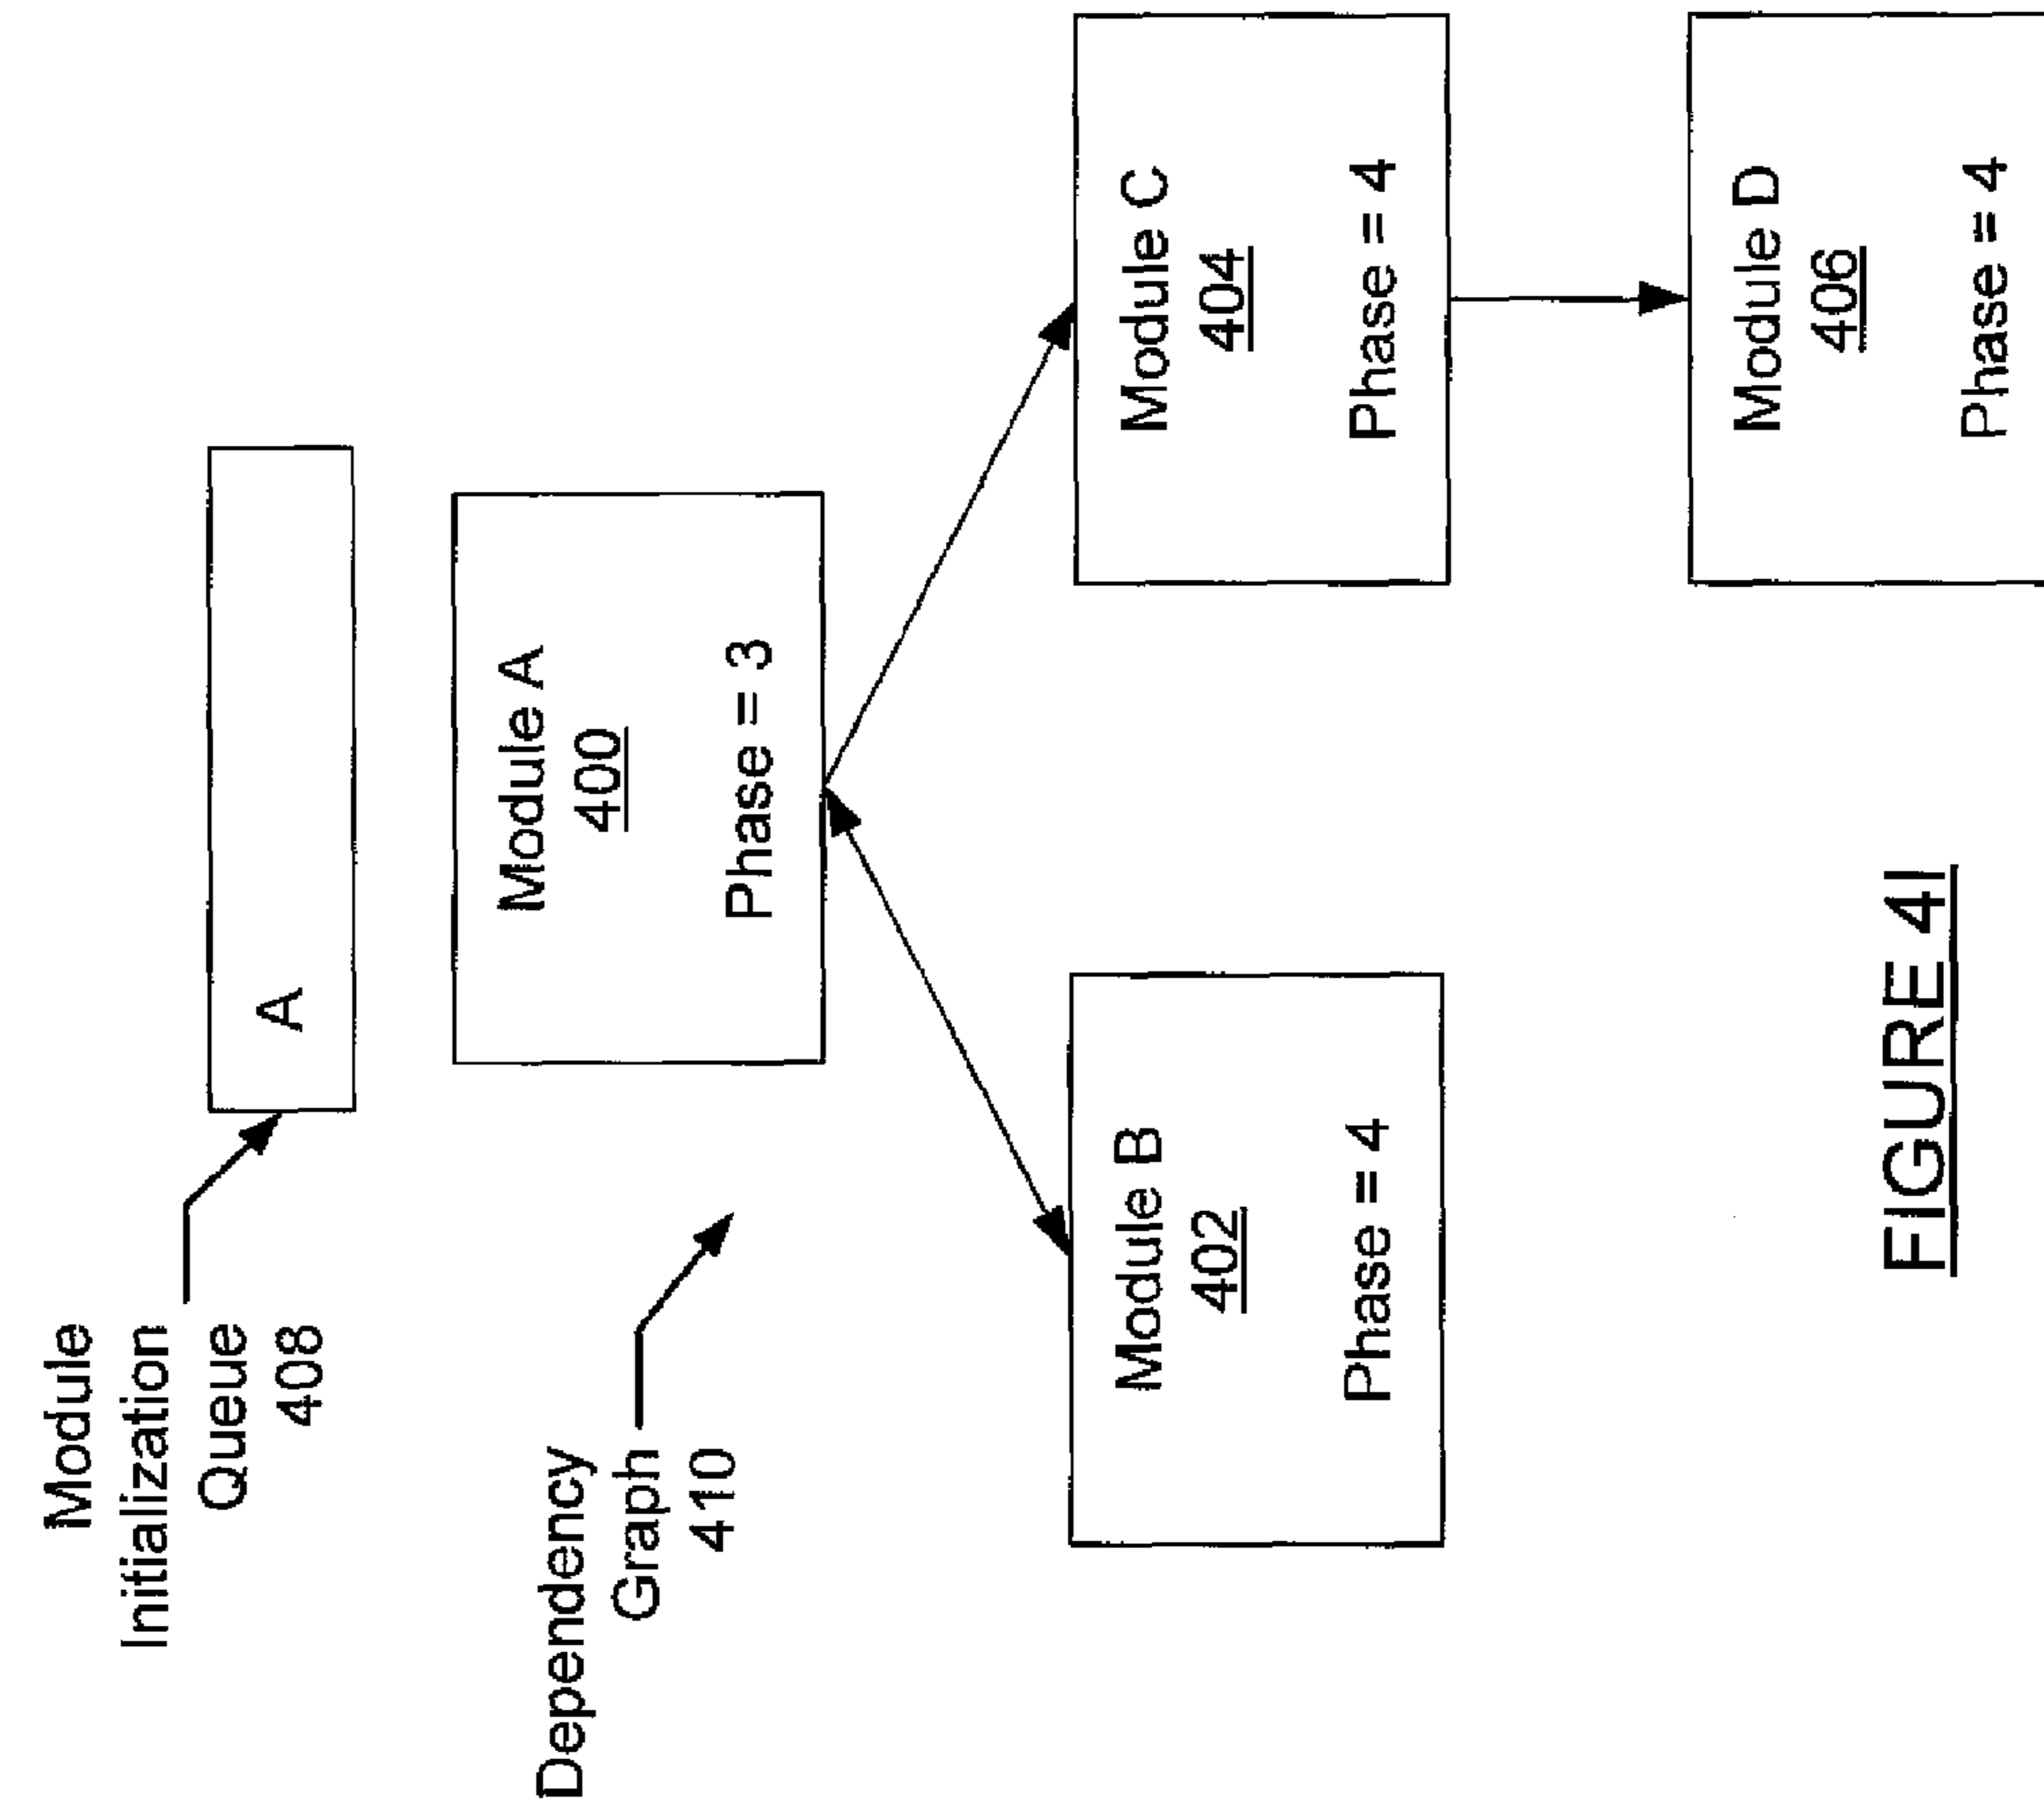 Module
Initialization
Queue
408
A
Dependency
Graph
410
Module A
400
Phase = 3
Module B
402
Phase = 4
Module C
404
Phase = 4
Module D
406
Phase = 4
FIGURE 4I